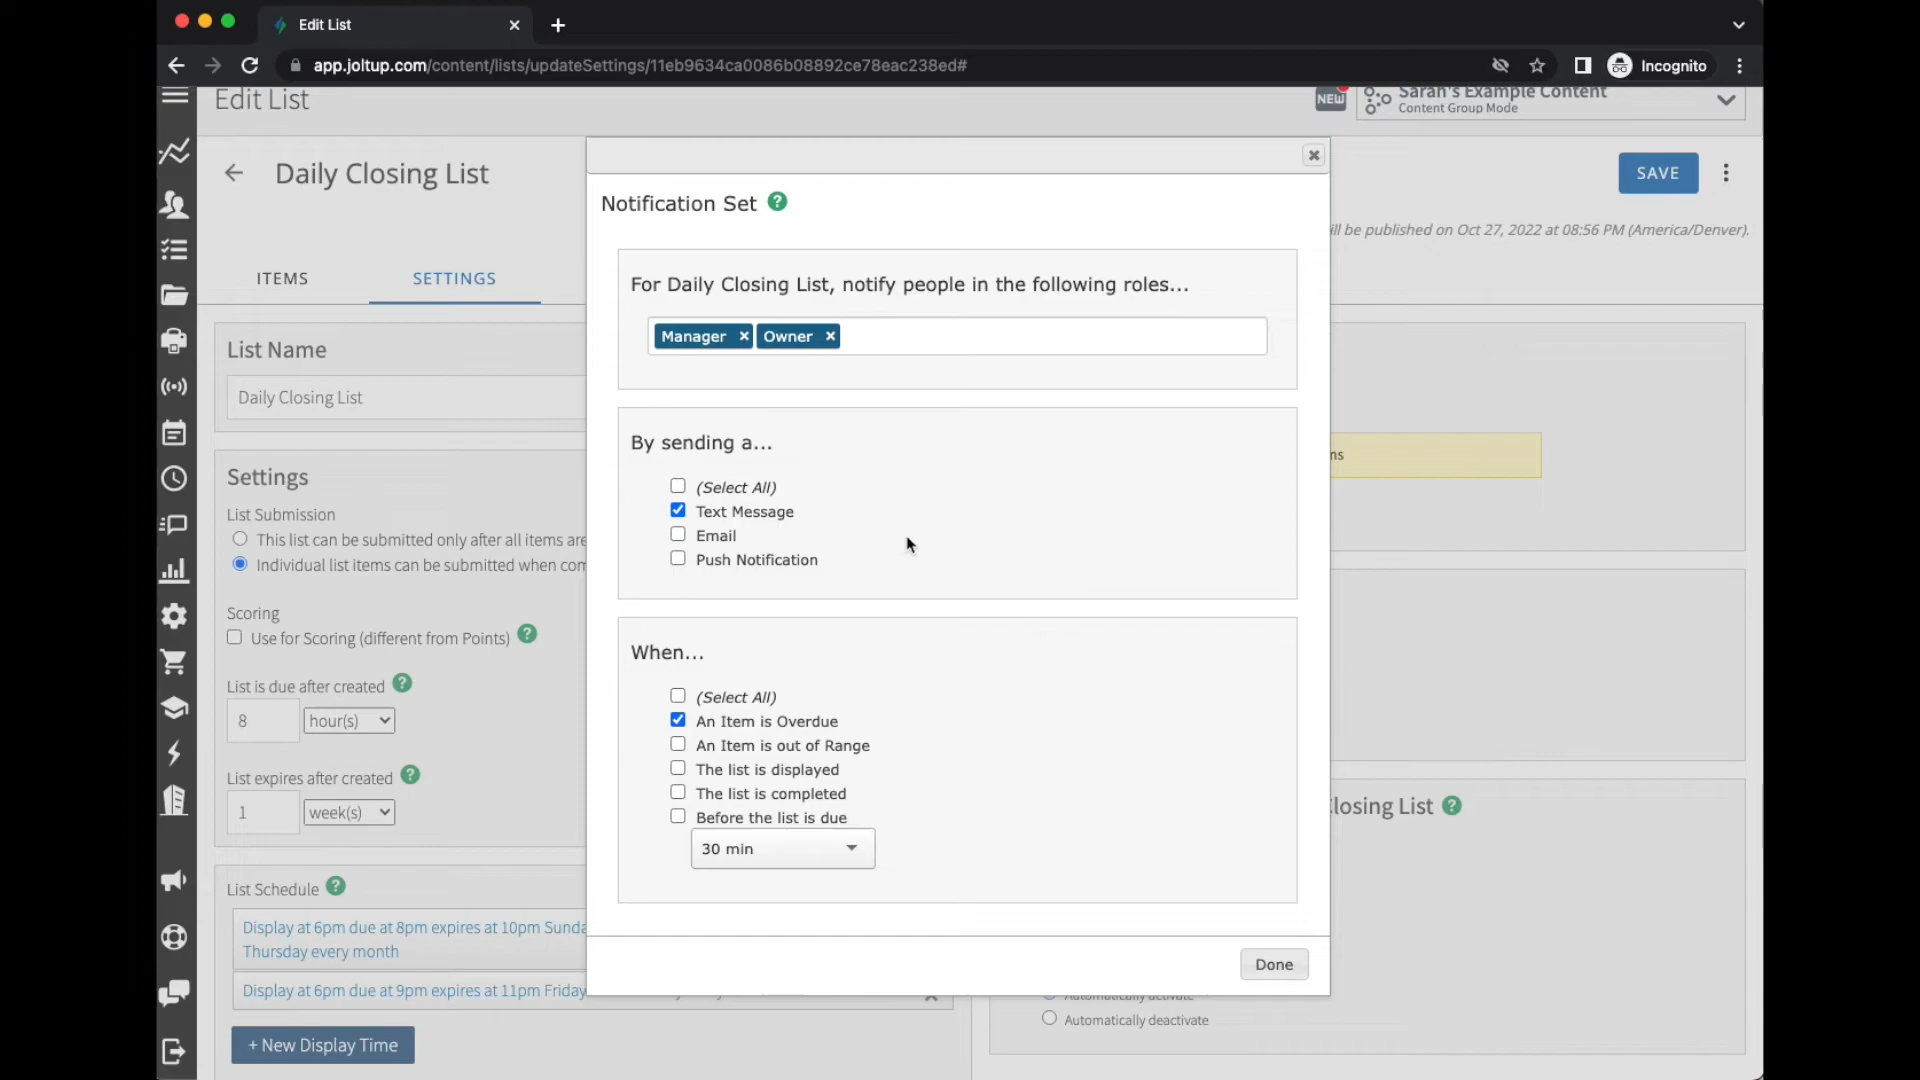 Edit List
app.joltup.com/content/lists/updateSettings/11eb9634ca0086b08892ce78eac238ed#
Incognito
Edit List
NEW
Sarah's Example Content
Content Group Mode
Daily Closing List
SAVE
ill be published on Oct 27, 2022 at 08:56 PM (America/Denver).
ITEMS
SETTINGS
List Name
Daily Closing List
Settings
List Submission
This list can be submitted only after all items are
Individual list items can be submitted when con
Scoring
Use for Scoring (different from Points) ?
List is due after created ?
8 hour(s)
List expires after created ?
1 week(s)
List Schedule ?
Display at 6pm due at 8pm expires at 10pm Sunda
Thursday every month
Display at 6pm due at 9pm expires at 11pm Friday
+ New Display Time
Notification Set ?
For Daily Closing List, notify people in the following roles...
Manager × Owner ×
By sending a...
(Select All)
Text Message
Email
Push Notification
When...
(Select All)
An Item is Overdue
An Item is out of Range
The list is displayed
The list is completed
Before the list is due
30 min
Done
ns
losing List ?
Automatically activate
Automatically deactivate